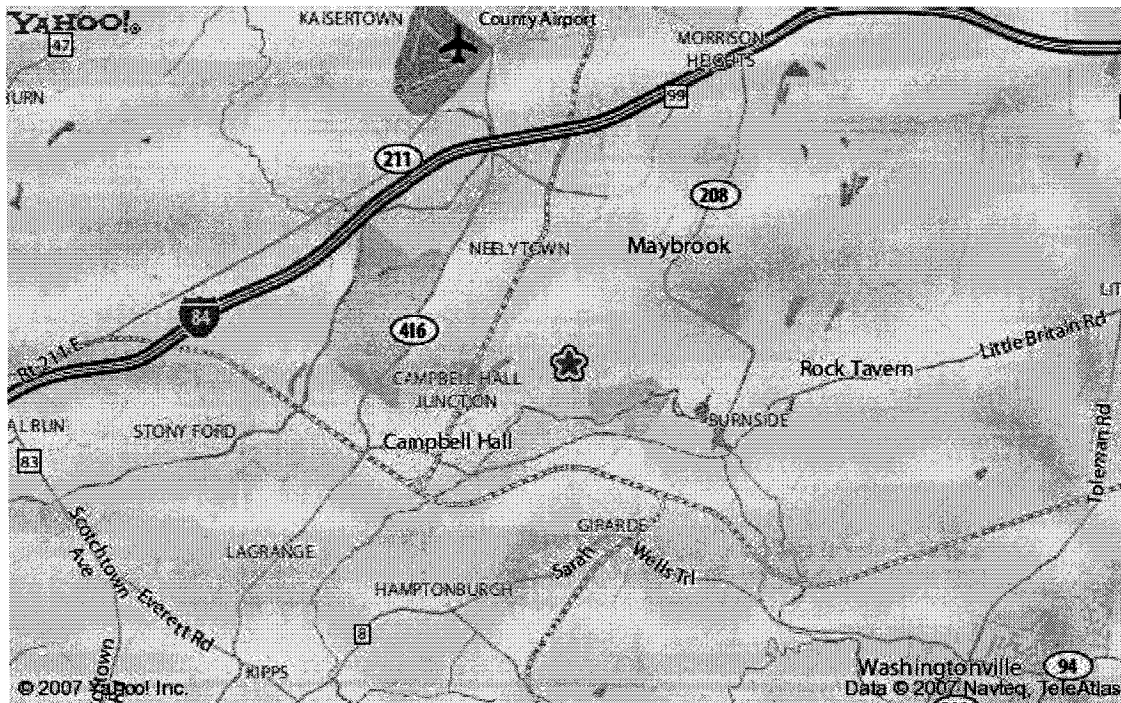 YAHOO!®
KAISERTOWN
County Airport
47
MORRISON
HEIGHTS
99
211
208
NEELYTOWN
Maybrook
84
416
Rt 211 E
Little Britain Rd
Rock Tavern
CAMPBELL HALL
JUNCTION
BURNSIDE
STONY FORD
Campbell Hall
83
Toleman Rd
Scotchtown
Ave
GIRARDE
LAGRANGE
Sarah
Wells Trl
HAMPTONBURGH
Everett Rd
8
KIPPS
Washingtonville
94
© 2007 Yahoo! Inc.
Data © 2007 Navteq, TeleAtlas